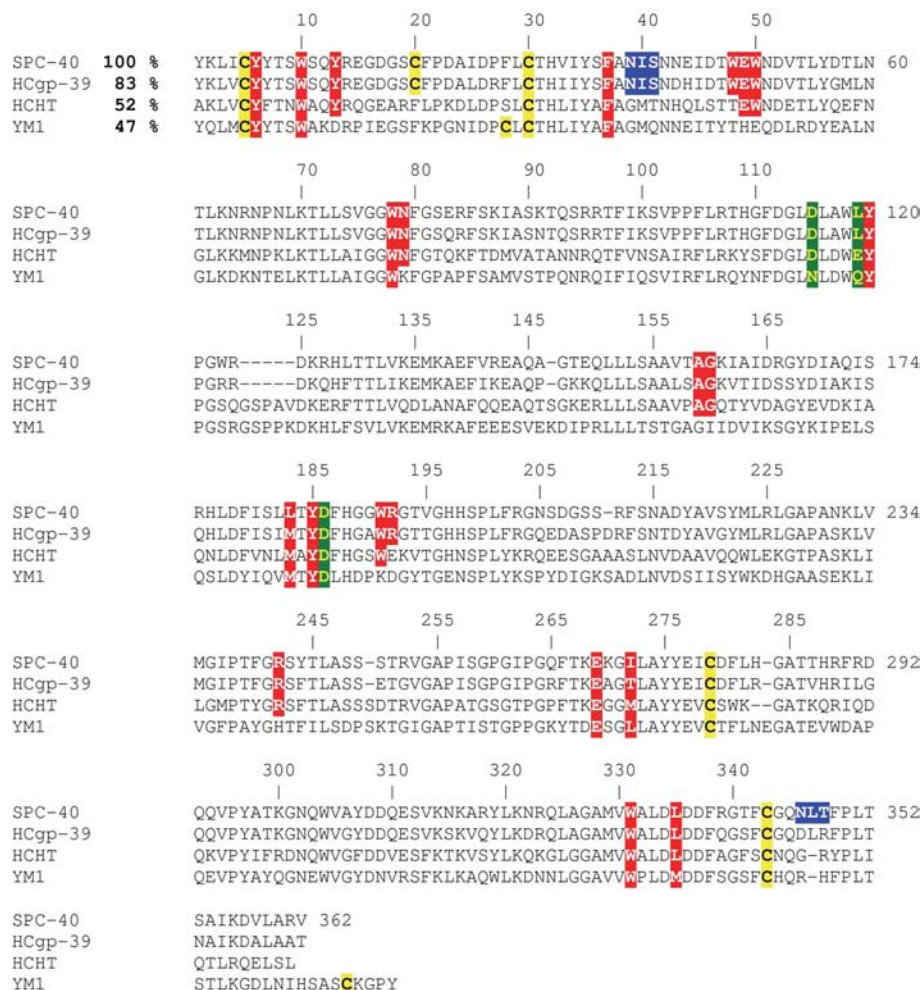 10 20 30 40 50
SPC-40 100 % YKLICYYTSWSQYREGDGSCFPDAIDPFLCTHVIYSFANISNNEIDTWEWNDVTLYDTLN 60
HCgp-39 83 % YKLVCYYTSWSQYREGDGSCFPDALDRFLCTHIIYSFANISNDHIDTWEWNDVTLYGMLN
HCHT 52 % AKLVCYFTNWAQYRQGEARFLPKDLDPSLCTHLIYAFAGMTNHQLSTTEWNDETLYQEFN
YM1 47 % YQLMCYYTSWAKDRPIEGSFKPGNIDPCLCTHLIYAFAGMQNNEITYTHEQDLRDYEALN
70 80 90 100 110
SPC-40 TLKNRNPNLKTLLSVGGWNFGSERFSKIASKTQSRRTFIKSVPPFLRTHGFDGLDLAWLY 120
HCgp-39 TLKNRNPNLKTLLSVGGWNFGSQRFSKIASNTQSRRTFIKSVPPFLRTHGFDGLDLAWLY
HCHT GLKKMNPKLKTLLAIGGWNFGTQKFTDMVATANNRQTFVNSAIRFLRKYSFDGLDLDWEY
YM1 GLKDKNTELKTLLAIGGWKFGPAPFSAMVSTPQNRQIFIQSVIRFLRQYNFDGLNLDWQY
125 135 145 155 165
SPC-40 PGWR-----DKRHLTTLVKEMKAEFVREAQA-GTEQLLLSAAVTAGKIAIDRGYDIAQIS 174
HCgp-39 PGRR-----DKQHFTTLIKEMKAEFIKEAQP-GKKQLLLSAALSAGKVTIDSSYDIAKIS
HCHT PGSQGSPAVDKERFTTLVQDLANAFQQEAQTSGKERLLLSAAVPAGQTYVDAGYEVDKIA
YM1 PGSRGSPPKDKHLFSVLVKEMRKAFEEESVEKDIPRLLLTSTGAGIIDVIKSGYKIPELS
185 195 205 215 225
SPC-40 RHLDFISLLTYDFHGGWRGTVGHHSPLFRGNSDGSS-RFSNADYAVSYMLRLGAPANKLV 234
HCgp-39 QHLDFISIMTYDFHGAWRGTTGHHSPLFRGQEDASPDRFSNTDYAVGYMLRLGAPASKLV
HCHT QNLDFVNLMAYDFHGSWEKVTGHNSPLYKRQEESGAAASLNVDAAVQQWLEKGTPASKLI
YM1 QSLDYIQVMTYDLHDPKDGYTGENSPLYKSPYDIGKSADLNVDSIISYWKDHGAASEKLI
245 255 265 275 285
SPC-40 MGIPTFGRSYTLASS-STRVGAPISGPGIPGQFTKEKGILAYYEICDFLH-GATTHRFRD 292
HCgp-39 MGIPTFGRSFTLASS-ETGVGAPISGPGIPGRFTKEAGTLAYYEICDFLR-GATVHRILG
HCHT LGMPTYGRSFTLASSSDTRVGAPATGSGTPGPFTKEGGMLAYYEVCSWK--GATKQRIQD
YM1 VGFPAYGHTFILSDPSKTGIGAPTISTGPPGKYTDESGLLAYYEVCTFLNEGATEVWDAP
300 310 320 330 340
SPC-40 QQVPYATKGNQWVAYDDQESVKNKARYLKNRQLAGAMVWALDLDDFRGTFCGQNLTFPLT 352
HCgp-39 QQVPYATKGNQWVGYDDQESVKSKVQYLKDRQLAGAMVWALDLDDFQGSFCGQDLRFPLT
HCHT QKVPYIFRDNQWVGFDDVESFKTKVSYLKQKGLGGAMVWALDLDDFAGFSCNQG-RYPLI
YM1 QEVPYAYQGNEWVGYDNVRSFKLKAQWLKDNNLGGAVVWPLDMDDFSGSFCHQR-HFPLT
SPC-40 SAIKDVLARV 362
HCgp-39 NAIKDALAAT
HCHT QTLRQELSL
YM1 STLKGDLNIHSASCKGPY